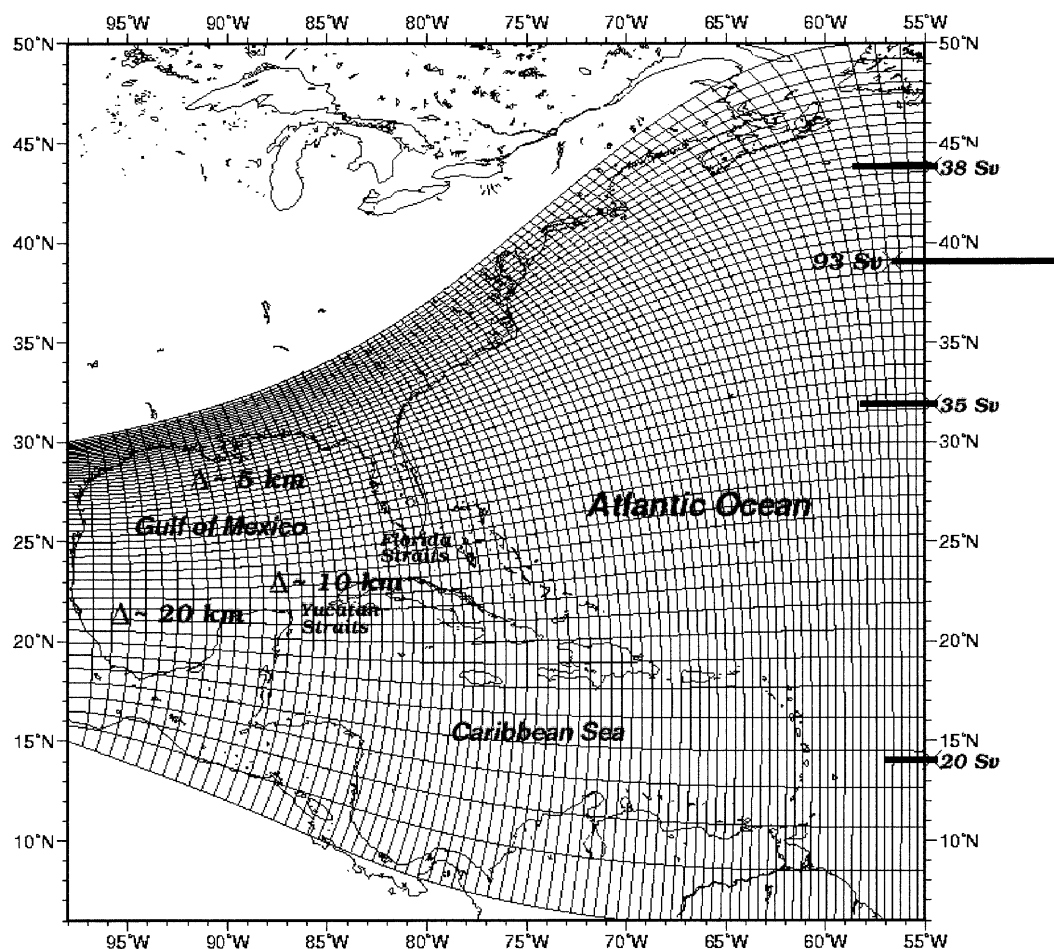 95°W 90°W 85°W 80°W 75°W 70°W 65°W 60°W 55°W
50°N 50°N
45°N 45°N
38 Sv
40°N 40°N
93 Sv
35°N 35°N
35 Sv
30°N 30°N
Δ ~ 5 km
Atlantic Ocean
Gulf of Mexico
25°N 25°N
Florida
Straits
Δ ~ 10 km
Δ ~ 20 km
Yucatan
Straits
20°N 20°N
Caribbean Sea
15°N 15°N
20 Sv
10°N 10°N
95°W 90°W 85°W 80°W 75°W 70°W 65°W 60°W 55°W